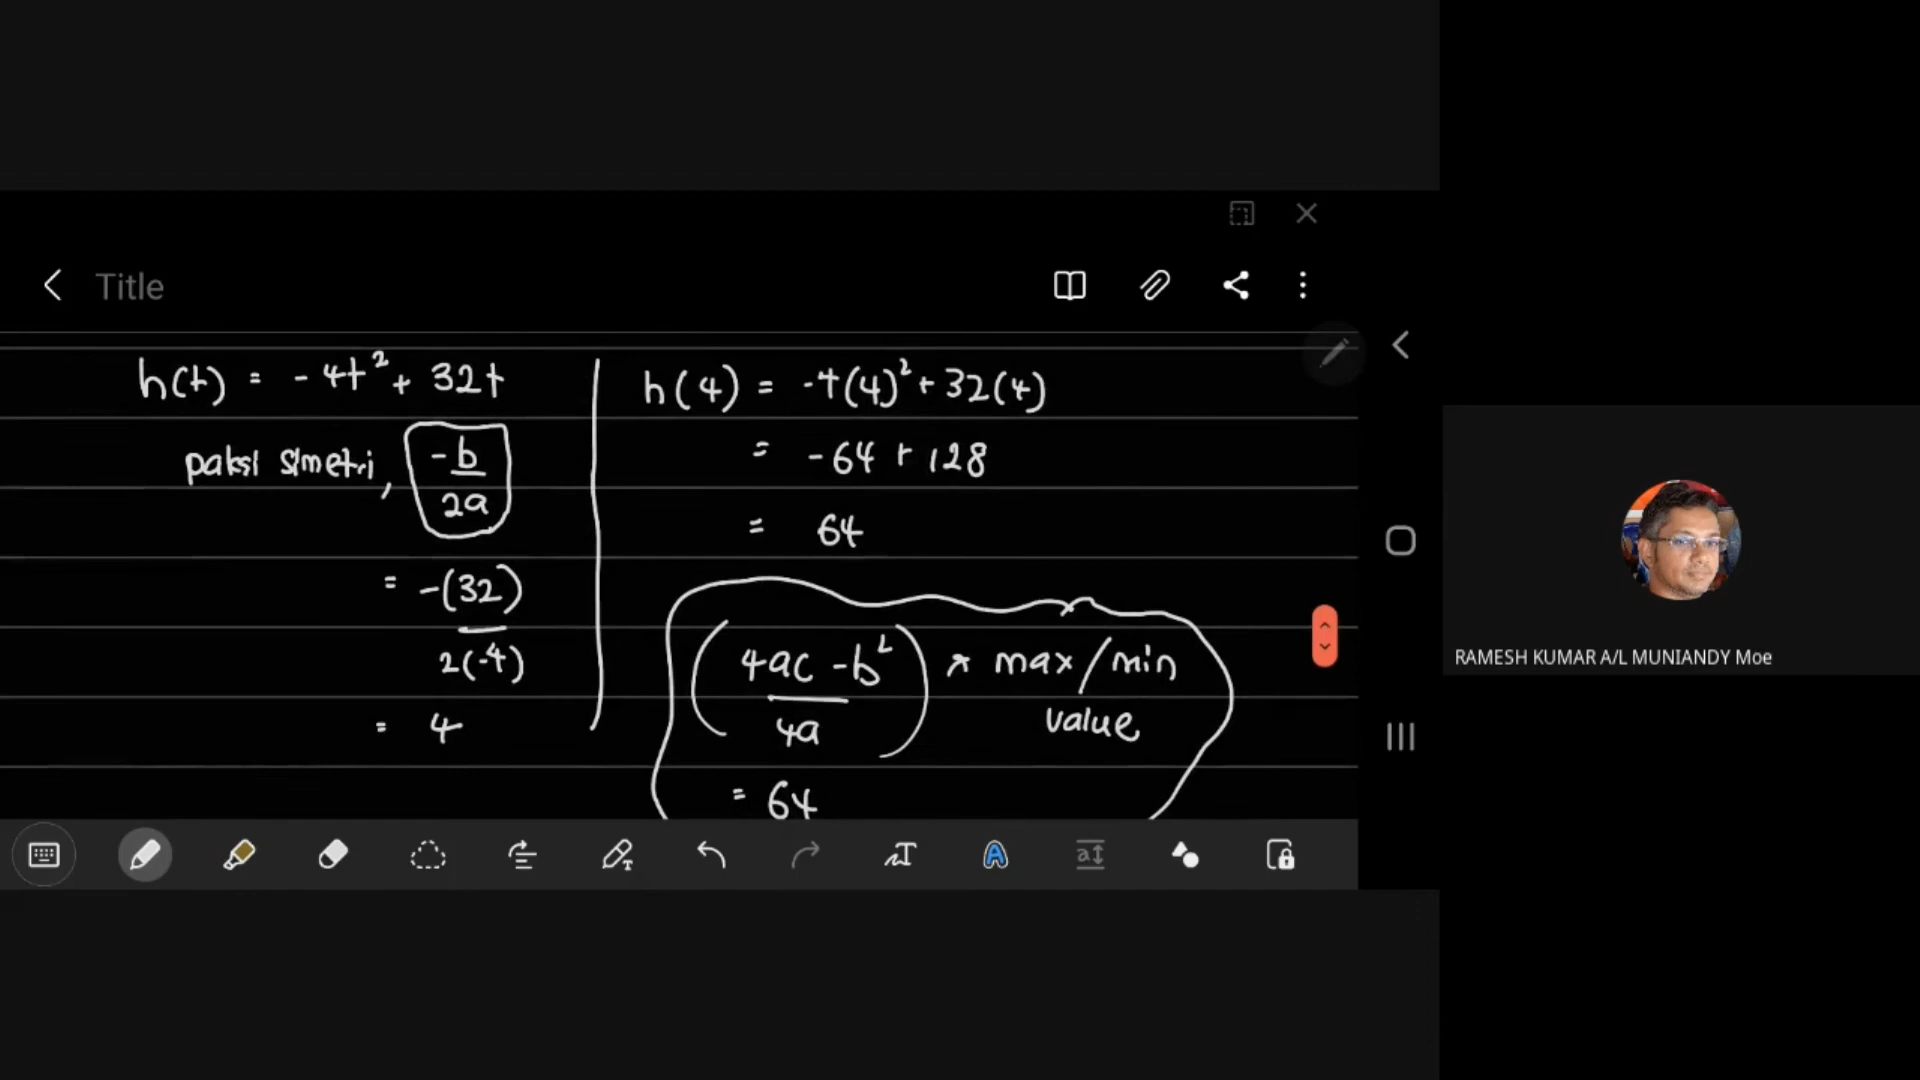 Title
h(t) = -4t² + 32t
paksi simetri, -b/2a
= -(32)/2(-4)
= 4
h(4) = -4(4)² + 32(4)
= -64 + 128
= 64
(4ac - b²/4a) * max/min
value
= 64
RAMESH KUMAR A/L MUNIANDY Moe